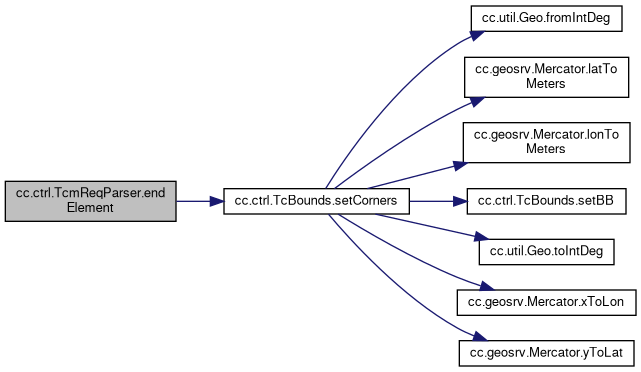 cc.util.Geo.fromIntDeg
cc.geosrv.Mercator.latTo
Meters
cc.geosrv.Mercator.lonTo
Meters
cc.ctrl.TcmReqParser.end
Element
cc.ctrl.TcBounds.setCorners
cc.ctrl.TcBounds.setBB
cc.util.Geo.toIntDeg
cc.geosrv.Mercator.xToLon
cc.geosrv.Mercator.yToLat